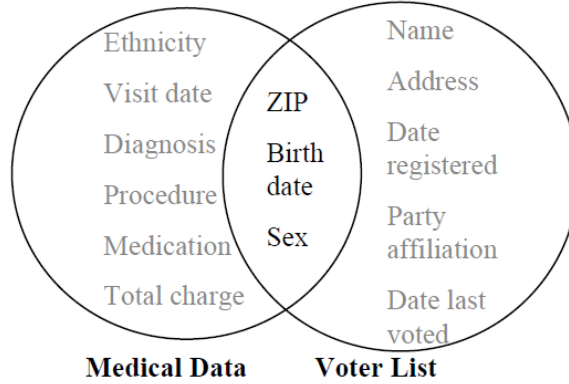 Ethnicity
Visit date
Diagnosis
Procedure
Medication
Total charge
ZIP
Birth
date
Sex
Name
Address
Date
registered
Party
affiliation
Date last
voted
Medical Data
Voter List